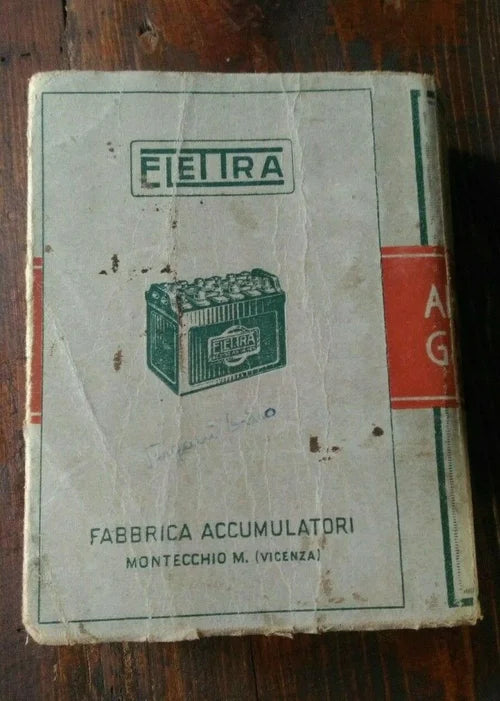 ELETTRA
ELETTRA
FABBRICA ACCUMULATORI
MONTECCHIO M. (VICENZA)
A
G